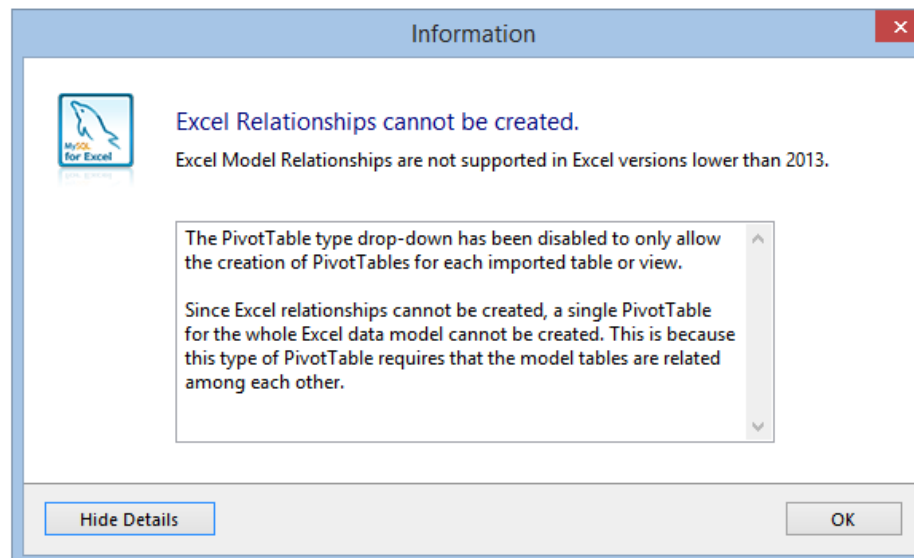 Information
MySQL
for Excel
Excel Relationships cannot be created.
Excel Model Relationships are not supported in Excel versions lower than 2013.
The PivotTable type drop-down has been disabled to only allow
the creation of PivotTables for each imported table or view.
Since Excel relationships cannot be created, a single PivotTable
for the whole Excel data model cannot be created. This is because
this type of PivotTable requires that the model tables are related
among each other.
Hide Details
OK